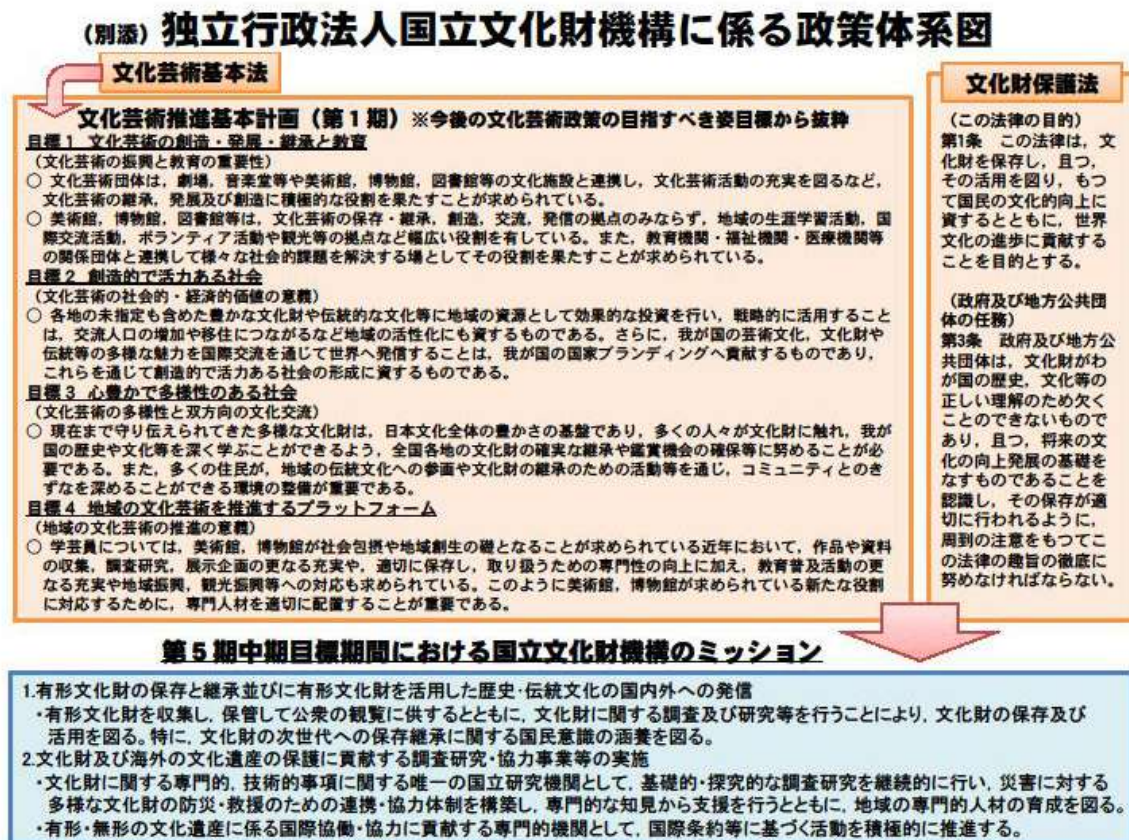 (別添) 独立行政法人国立文化財機構に係る政策体系図
文化芸術基本法
文化芸術推進基本計画（第１期）※今後の文化芸術政策の目指すべき姿目標から抜粋
目標１ 文化芸術の創造・発展・継承と教育
（文化芸術の振興と教育の重要性）
○ 文化芸術団体は，劇場，音楽堂等や美術館，博物館，図書館等の文化施設と連携し，文化芸術活動の充実を図るなど，
文化芸術の継承，発展及び創造に積極的な役割を果たすことが求められている。
○ 美術館，博物館，図書館等は，文化芸術の保存・継承，創造，交流，発信の拠点のみならず，地域の生涯学習活動，国
際交流活動，ボランティア活動や観光等の拠点など幅広い役割を有している。また，教育機関・福祉機関・医療機関等
の関係団体と連携して様々な社会的課題を解決する場としてその役割を果たすことが求められている。
目標２ 創造的で活力ある社会
（文化芸術の社会的・経済的価値の意義）
○ 各地の未指定も含めた豊かな文化財や伝統的な文化等に地域の資源として効果的な投資を行い，戦略的に活用すること
は，交流人口の増加や移住につながるなど地域の活性化にも資するものである。さらに，我が国の芸術文化，文化財や
伝統等の多様な魅力を国際交流を通じて世界へ発信することは，我が国の国家ブランディングへ貢献するものであり，
これらを通じて創造的で活力ある社会の形成に資するものである。
目標３ 心豊かで多様性のある社会
（文化芸術の多様性と双方向の文化交流）
○ 現在まで守り伝えられてきた多様な文化財は，日本文化全体の豊かさの基盤であり，多くの人々が文化財に触れ，我が
国の歴史や文化等を深く学ぶことができるよう，全国各地の文化財の確実な継承や鑑賞機会の確保等に努めることが必
要である。また，多くの住民が，地域の伝統文化への参画や文化財の継承のための活動等を通じ，コミュニティとのき
ずなを深めることができる環境の整備が重要である。
目標４ 地域の文化芸術を推進するプラットフォーム
（地域の文化芸術の推進の意義）
○ 学芸員については，美術館，博物館が社会包摂や地域創生の礎となることが求められている近年において，作品や資料
の収集，調査研究，展示企画の更なる充実や，適切に保存し，取り扱うための専門性の向上に加え，教育普及活動の更
なる充実や地域振興，観光振興等への対応も求められている。このように美術館，博物館が求められている新たな役割
に対応するために，専門人材を適切に配置することが重要である。
文化財保護法
（この法律の目的）
第1条 この法律は，文
化財を保存し，且つ，
その活用を図り，もつ
て国民の文化的向上に
資するとともに，世界
文化の進歩に貢献する
ことを目的とする。
（政府及び地方公共団
体の任務）
第3条 政府及び地方公
共団体は，文化財がわ
が国の歴史，文化等の
正しい理解のため欠く
ことのできないもので
あり，且つ，将来の文
化の向上発展の基礎を
なすものであることを
認識し，その保存が適
切に行われるように，
周到の注意をもつてこ
の法律の趣旨の徹底に
努めなければならない。
第５期中期目標期間における国立文化財機構のミッション
1.有形文化財の保存と継承並びに有形文化財を活用した歴史・伝統文化の国内外への発信
・有形文化財を収集し，保管して公衆の観覧に供するとともに，文化財に関する調査及び研究等を行うことにより，文化財の保存及び
活用を図る。特に，文化財の次世代への保存継承に関する国民意識の涵養を図る。
2.文化財及び海外の文化遺産の保護に貢献する調査研究・協力事業等の実施
・文化財に関する専門的，技術的事項に関する唯一の国立研究機関として，基礎的・探究的な調査研究を継続的に行い，災害に対する
多様な文化財の防災・救援のための連携・協力体制を構築し，専門的な知見から支援を行うとともに，地域の専門的人材の育成を図る。
・有形・無形の文化遺産に係る国際協働・協力に貢献する専門的機関として，国際条約等に基づく活動を積極的に推進する。